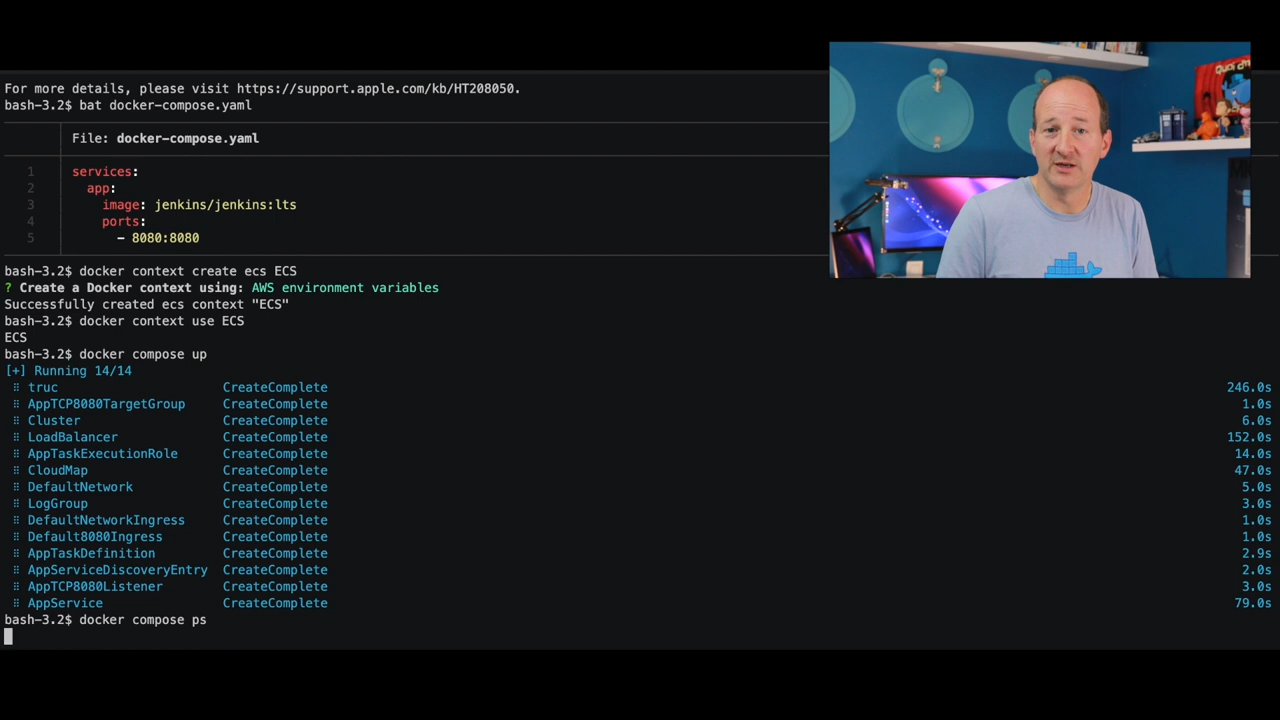 For more details, please visit https://support.apple.com/kb/HT208050.
bash-3.2$ bat docker-compose.yaml
File: docker-compose.yaml
1 services:
2 app:
3 image: jenkins/jenkins:lts
4 ports:
5 - 8080:8080
bash-3.2$ docker context create ecs ECS
? Create a Docker context using: AWS environment variables
Successfully created ecs context "ECS"
bash-3.2$ docker context use ECS
ECS
bash-3.2$ docker compose up
[+] Running 14/14
⠿ truc CreateComplete 246.0s
⠿ AppTCP8080TargetGroup CreateComplete 1.0s
⠿ Cluster CreateComplete 6.0s
⠿ LoadBalancer CreateComplete 152.0s
⠿ AppTaskExecutionRole CreateComplete 14.0s
⠿ CloudMap CreateComplete 47.0s
⠿ DefaultNetwork CreateComplete 5.0s
⠿ LogGroup CreateComplete 3.0s
⠿ DefaultNetworkIngress CreateComplete 1.0s
⠿ Default8080Ingress CreateComplete 1.0s
⠿ AppTaskDefinition CreateComplete 2.9s
⠿ AppServiceDiscoveryEntry CreateComplete 2.0s
⠿ AppTCP8080Listener CreateComplete 3.0s
⠿ AppService CreateComplete 79.0s
bash-3.2$ docker compose ps